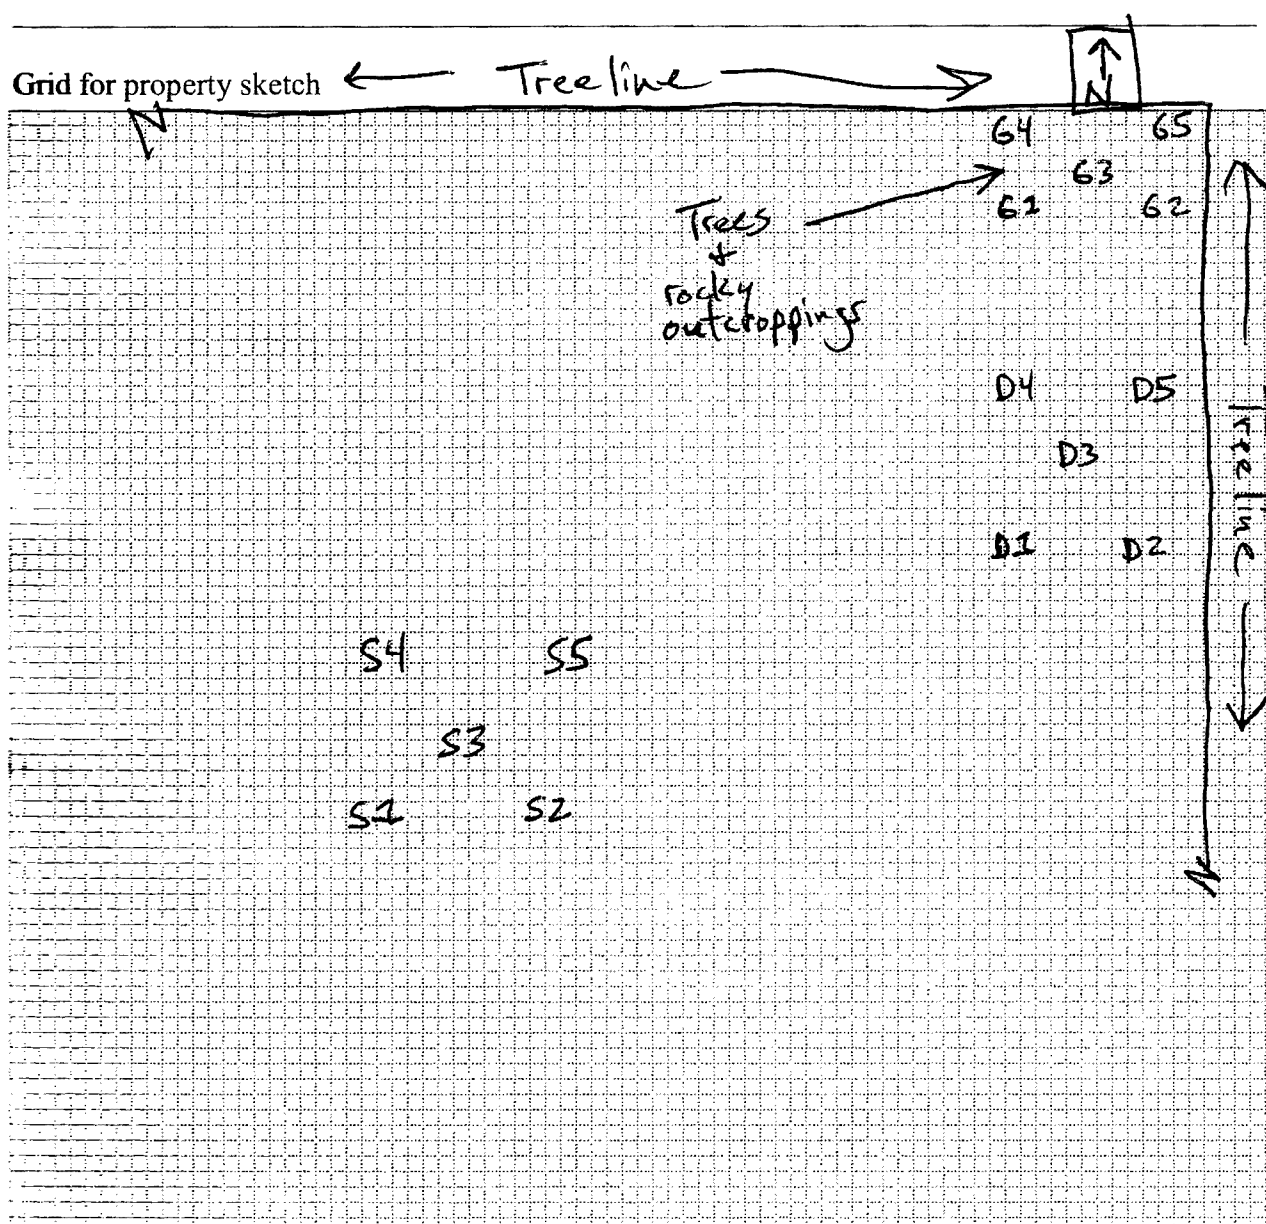 Grid for property sketch
← Treeline →
↑
N
G4 G5
G3
G1 G2
Trees
+
rocky
outcroppings
D4 D5
D3
D1 D2
Treeline
S4 S5
S3
S1 S2